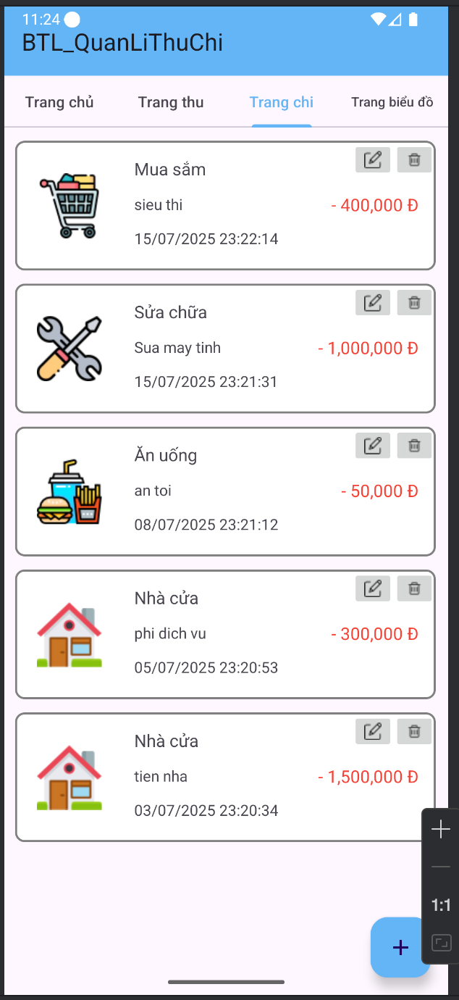 11:24
BTL_QuanLiThuChi
Trang chủ Trang thu Trang chi Trang biểu đồ
Mua sắm
sieu thi
- 400,000 Đ
15/07/2025 23:22:14
Sửa chữa
Sua may tinh
- 1,000,000 Đ
15/07/2025 23:21:31
Ăn uống
an toi
- 50,000 Đ
08/07/2025 23:21:12
Nhà cửa
phi dich vu
- 300,000 Đ
05/07/2025 23:20:53
Nhà cửa
tien nha
- 1,500,000 Đ
03/07/2025 23:20:34
1:1